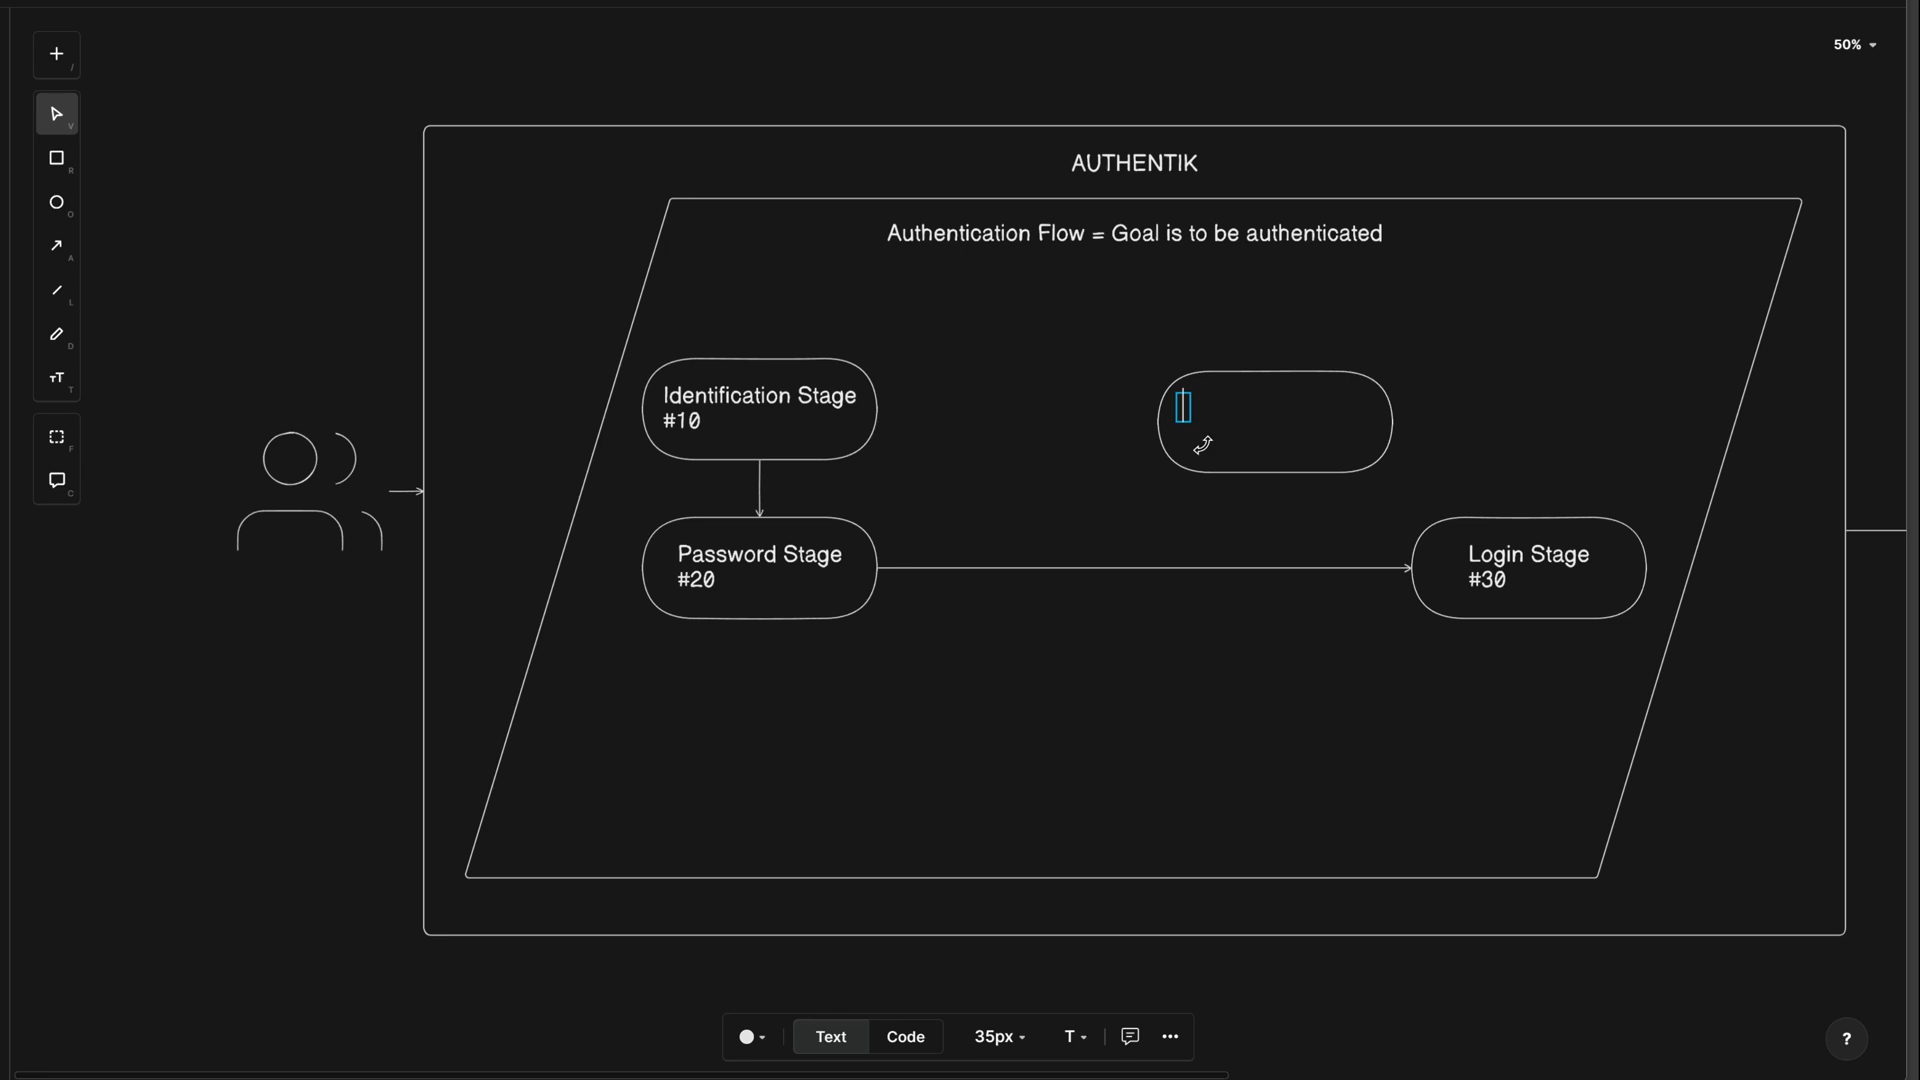 50%
/
V
R
O
A
L
D
T
F
C
AUTHENTIK
Authentication Flow = Goal is to be authenticated
Identification Stage
#10
Password Stage
#20
Login Stage
#30
Text
Code
35px
T
?